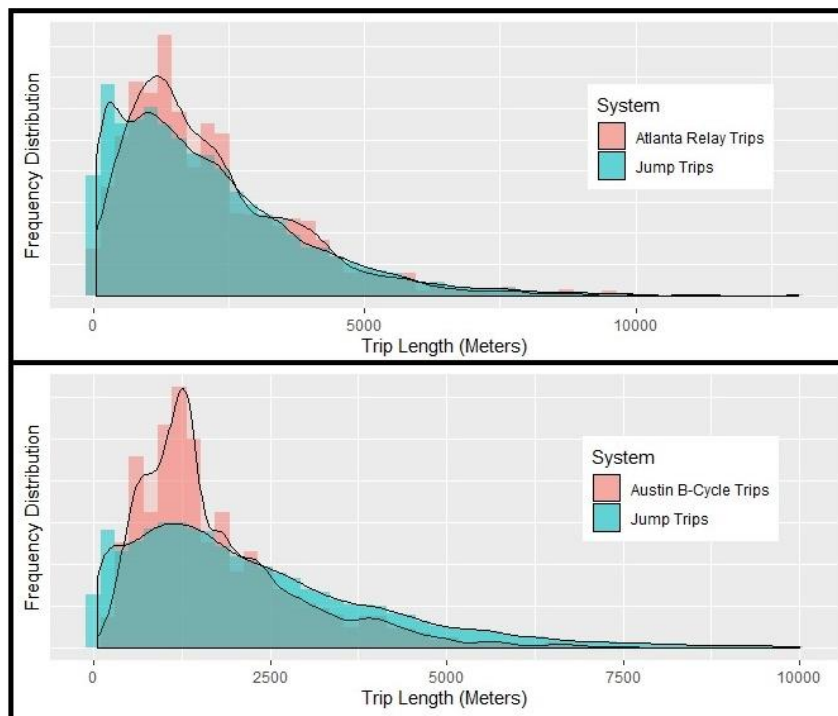 Frequency Distribution
System
Atlanta Relay Trips
Jump Trips
0
5000
10000
Trip Length (Meters)
Frequency Distribution
System
Austin B-Cycle Trips
Jump Trips
0
2500
5000
7500
10000
Trip Length (Meters)